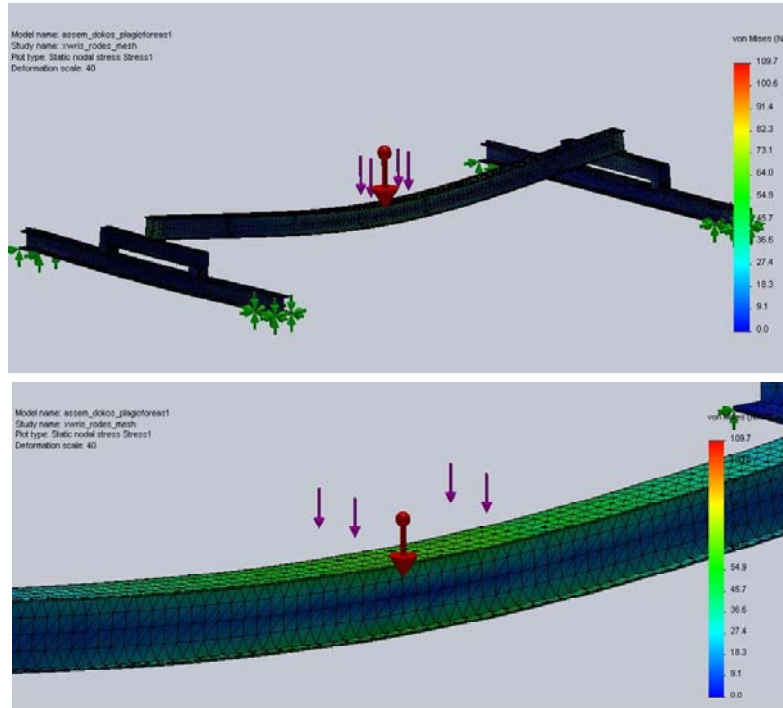 Model name: assem_dokos_plagioforeas1
Study name: xwris_rodes_mesh
Plot type: Static nodal stress Stress1
Deformation scale: 40
von Mises (N
109.7
100.6
91.4
82.3
73.1
64.0
45.7
36.6
27.4
18.3
9.1
0.0
Model name: assem_dokos_plagioforeas1
Study name: xwris_rodes_mesh
Plot type: Static nodal stress Stress1
Deformation scale: 40
109.7
54.9
45.7
36.6
27.4
18.3
9.1
0.0